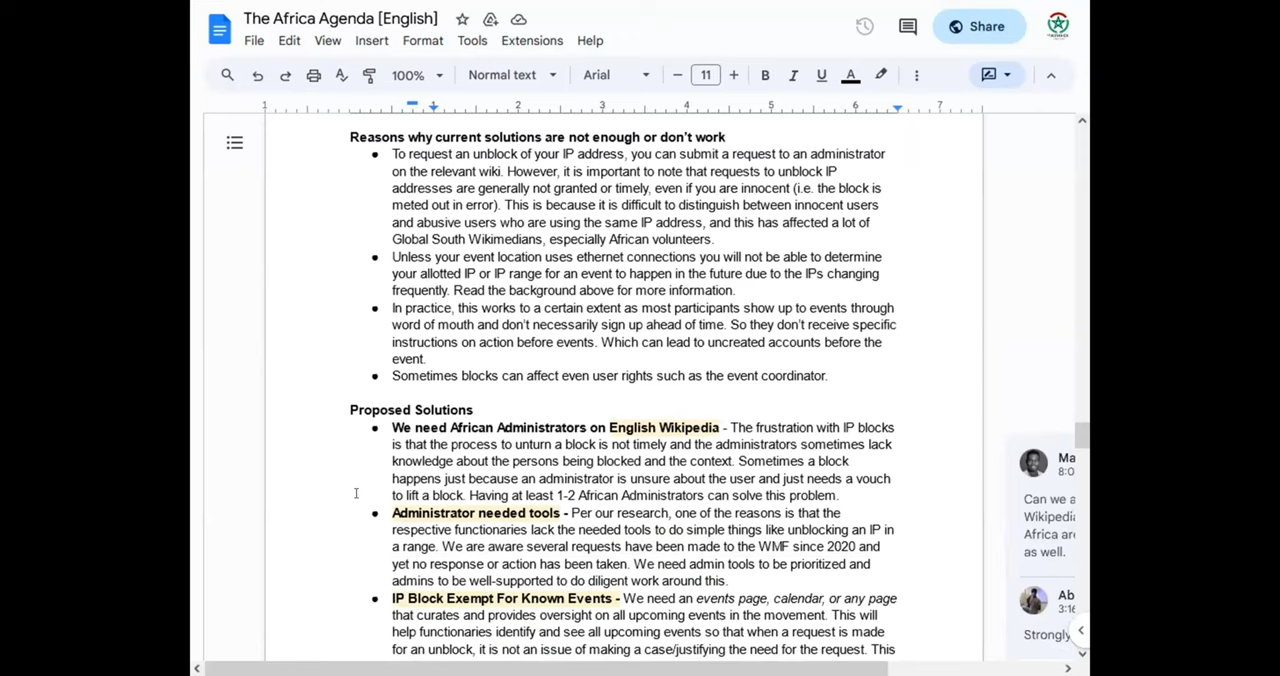 The Africa Agenda [English]
File Edit View Insert Format Tools Extensions Help
Share
100% Normal text Arial 11
1 1 2 3 4 5 6 7
Reasons why current solutions are not enough or don't work
● To request an unblock of your IP address, you can submit a request to an administrator
on the relevant wiki. However, it is important to note that requests to unblock IP
addresses are generally not granted or timely, even if you are innocent (i.e. the block is
meted out in error). This is because it is difficult to distinguish between innocent users
and abusive users who are using the same IP address, and this has affected a lot of
Global South Wikimedians, especially African volunteers.
● Unless your event location uses ethernet connections you will not be able to determine
your allotted IP or IP range for an event to happen in the future due to the IPs changing
frequently. Read the background above for more information.
● In practice, this works to a certain extent as most participants show up to events through
word of mouth and don't necessarily sign up ahead of time. So they don't receive specific
instructions on action before events. Which can lead to uncreated accounts before the
event.
● Sometimes blocks can affect even user rights such as the event coordinator.
Proposed Solutions
● We need African Administrators on English Wikipedia - The frustration with IP blocks
is that the process to unturn a block is not timely and the administrators sometimes lack
knowledge about the persons being blocked and the context. Sometimes a block
happens just because an administrator is unsure about the user and just needs a vouch
to lift a block. Having at least 1-2 African Administrators can solve this problem.
● Administrator needed tools - Per our research, one of the reasons is that the
respective functionaries lack the needed tools to do simple things like unblocking an IP in
a range. We are aware several requests have been made to the WMF since 2020 and
yet no response or action has been taken. We need admin tools to be prioritized and
admins to be well-supported to do diligent work around this.
● IP Block Exempt For Known Events - We need an events page, calendar, or any page
that curates and provides oversight on all upcoming events in the movement. This will
help functionaries identify and see all upcoming events so that when a request is made
for an unblock, it is not an issue of making a case/justifying the need for the request. This
Ma
8:0
Can we a
Wikipedia
Africa are
as well.
Ab
3:16
Strongly